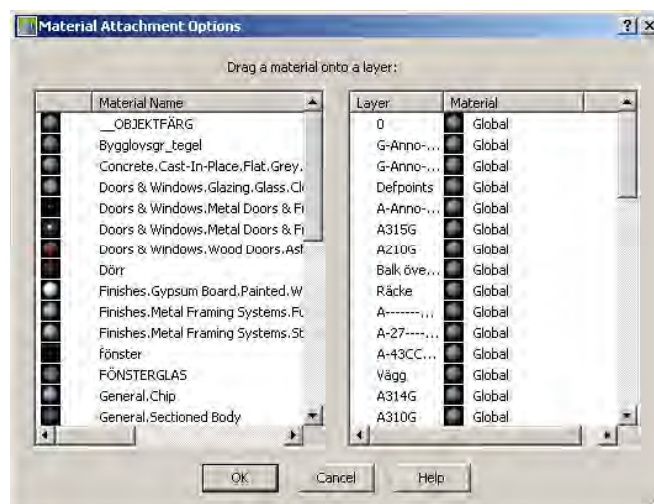 Material Attachment Options
Drag a material onto a layer:
Material Name
__OBJEKTFÄRG
Bygglovsgr_tegel
Concrete.Cast-In-Place.Flat.Grey.
Doors & Windows.Glazing.Glass.Cl
Doors & Windows.Metal Doors & Fr
Doors & Windows.Metal Doors & Fr
Doors & Windows.Wood Doors.Ash
Dörr
Finishes.Gypsum Board.Painted.W
Finishes.Metal Framing Systems.Fu
Finishes.Metal Framing Systems.St
fönster
FÖNSTERGLAS
General.Chip
General.Sectioned Body
Layer Material
0 Global
G-Anno-... Global
G-Anno-... Global
Defpoints Global
A-Anno-... Global
A315G Global
A210G Global
Balk öve... Global
Räcke Global
A-------... Global
A-27----... Global
A-43CC... Global
Vägg Global
A314G Global
A310G Global
OK Cancel Help